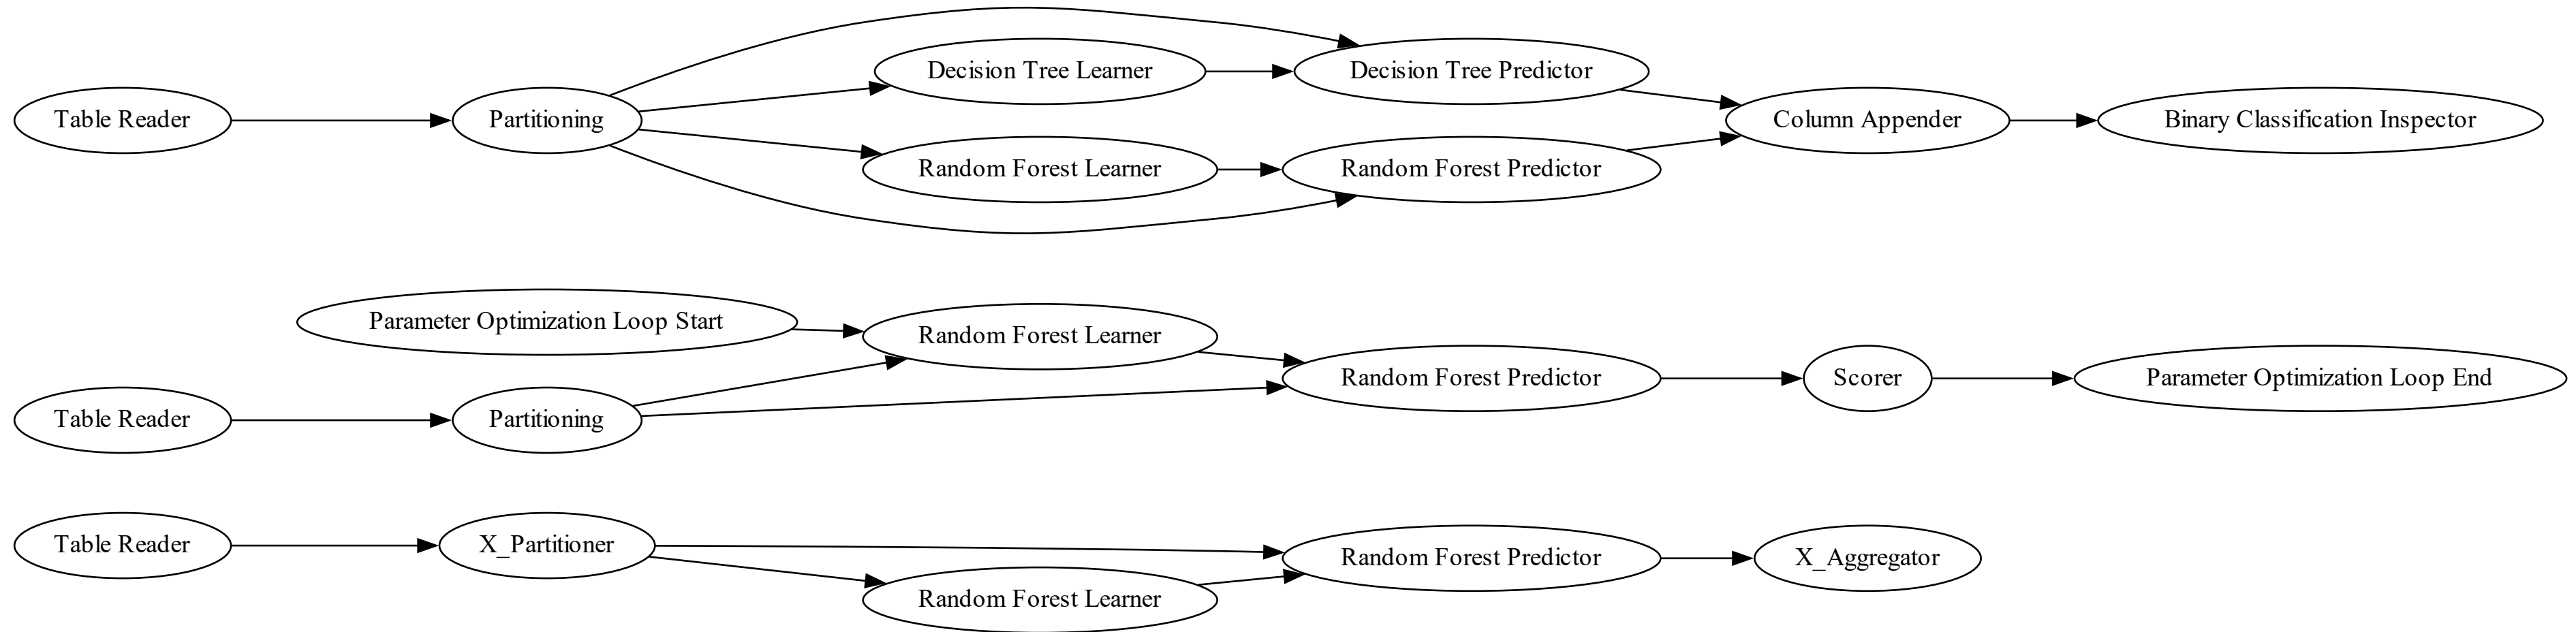 Decision Tree Learner
Decision Tree Predictor
Table Reader
Partitioning
Column Appender
Binary Classification Inspector
Random Forest Learner
Random Forest Predictor
Parameter Optimization Loop Start
Random Forest Learner
Random Forest Predictor
Scorer
Parameter Optimization Loop End
Table Reader
Partitioning
Table Reader
X_Partitioner
Random Forest Predictor
X_Aggregator
Random Forest Learner